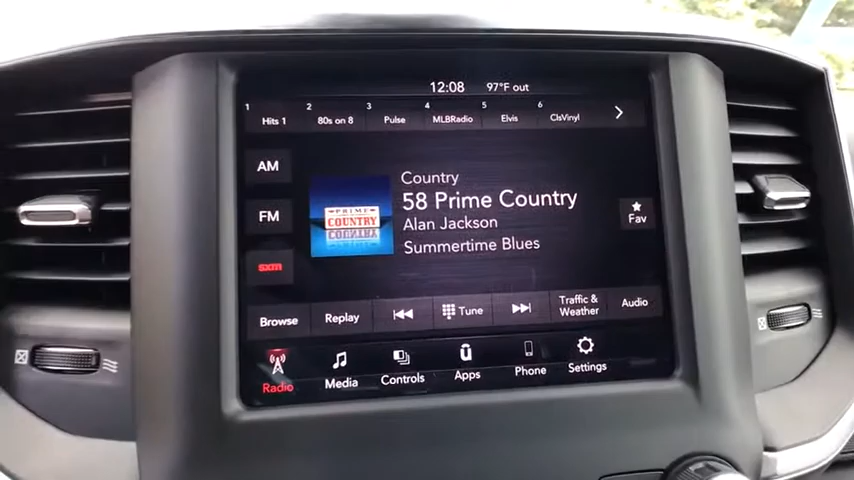 12:08 97°F out
1 Hits 1 2 80s on 8 3 Pulse 4 MLBRadio 5 Elvis 6 ClsVinyl
AM
FM
sxm
PRIME
COUNTRY
Country
58 Prime Country
Alan Jackson
Summertime Blues
Fav
Browse Replay Tune Traffic & Weather Audio
Radio Media Controls Apps Phone Settings